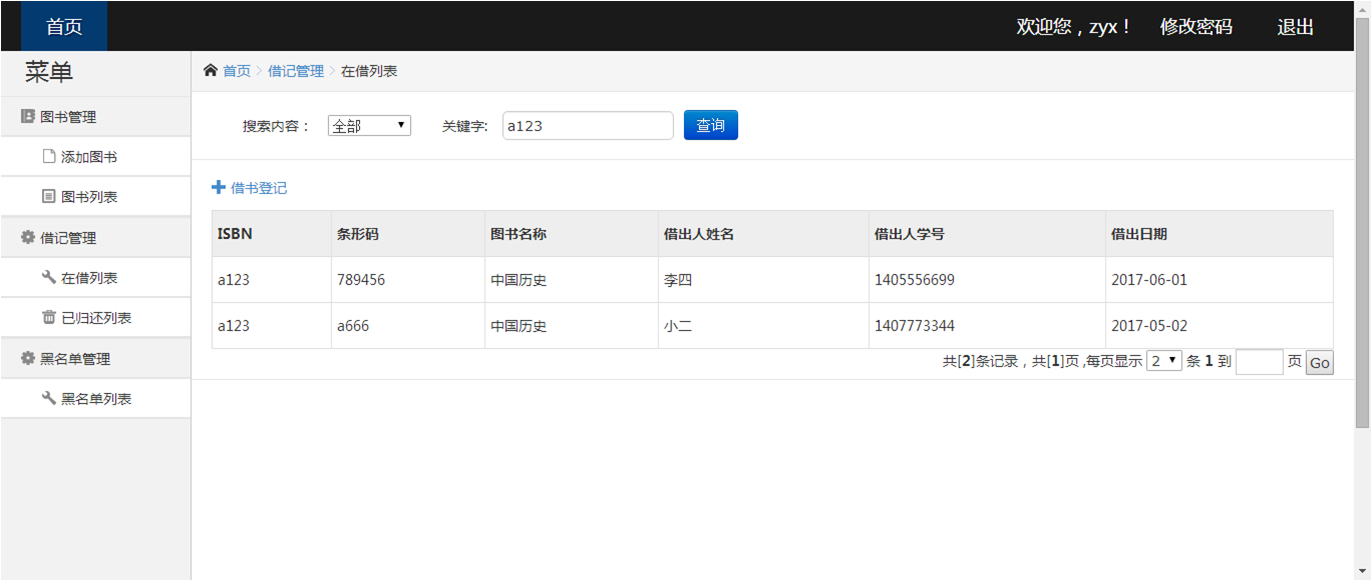 首页 欢迎您，zyx！ 修改密码 退出
菜单
首页 > 借记管理 > 在借列表
图书管理
添加图书
图书列表
借记管理
在借列表
已归还列表
黑名单管理
黑名单列表
搜索内容： 全部 关键字: a123 查询
借书登记
ISBN 条形码 图书名称 借出人姓名 借出人学号 借出日期
a123 789456 中国历史 李四 1405556699 2017-06-01
a123 a666 中国历史 小二 1407773344 2017-05-02
共[2]条记录，共[1]页 ,每页显示 2 条 1 到 页 Go